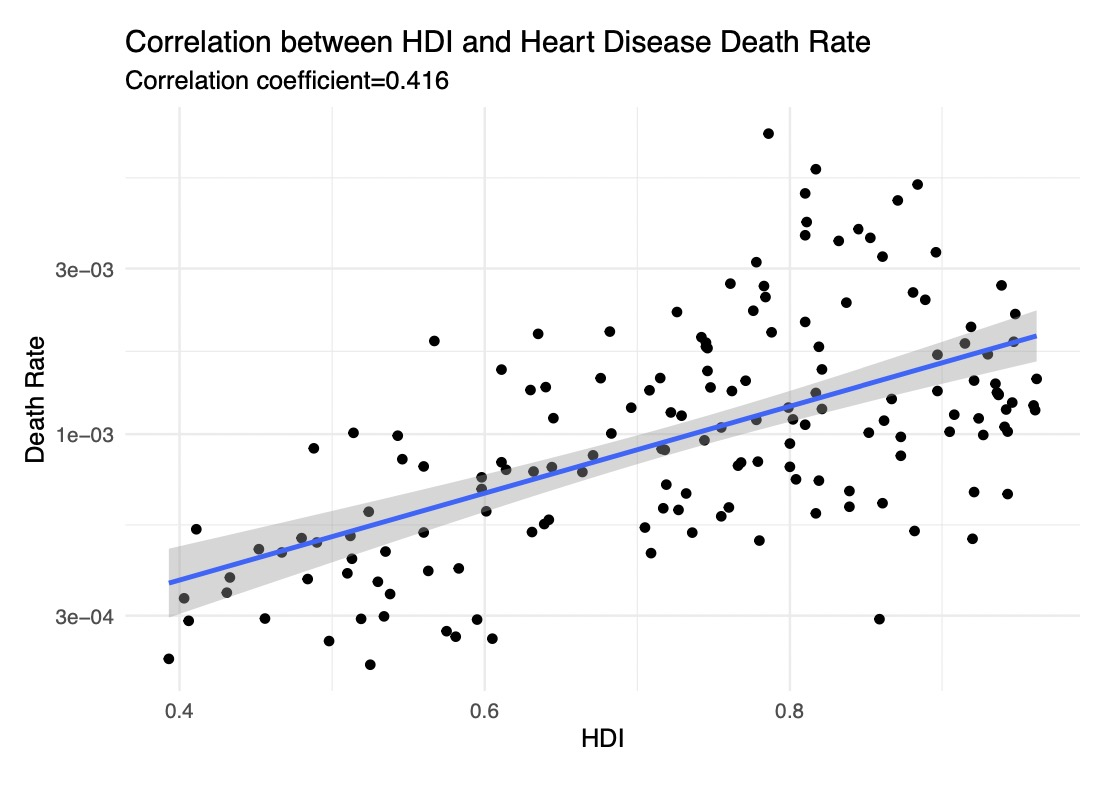 Correlation between HDI and Heart Disease Death Rate
Correlation coefficient=0.416
Death Rate
3e−03
1e−03
3e−04
0.4
0.6
0.8
HDI